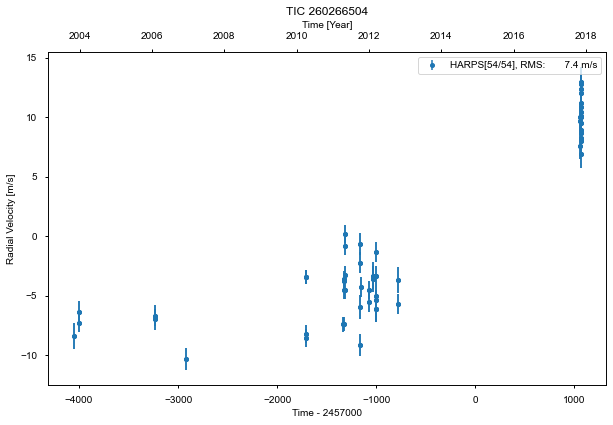 TIC 260266504
Time [Year]
2004 2006 2008 2010 2012 2014 2016 2018
HARPS[54/54], RMS: 7.4 m/s
15
10
5
0
−5
−10
Radial Velocity [m/s]
−4000 −3000 −2000 −1000 0 1000
Time - 2457000